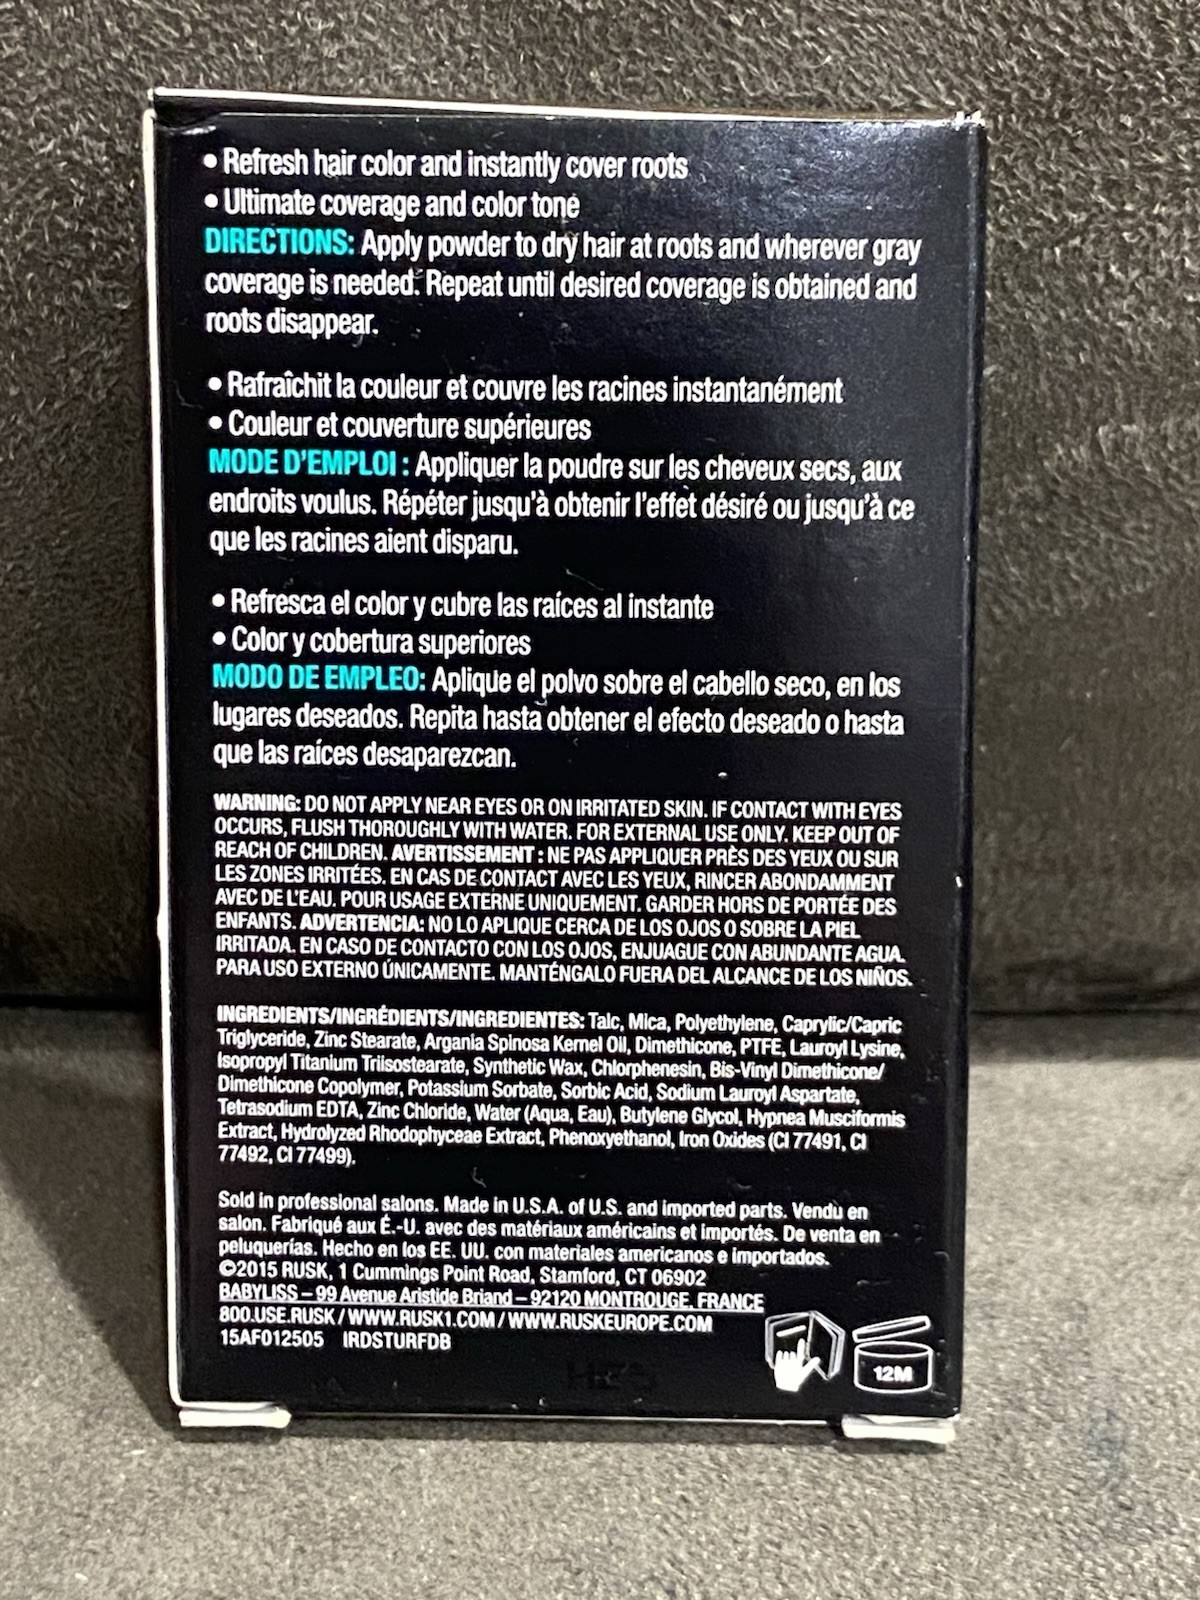 • Refresh hair color and instantly cover roots
• Ultimate coverage and color tone
DIRECTIONS: Apply powder to dry hair at roots and wherever gray
coverage is needed. Repeat until desired coverage is obtained and
roots disappear.
• Rafraîchit la couleur et couvre les racines instantanément
• Couleur et couverture supérieures
MODE D'EMPLOI : Appliquer la poudre sur les cheveux secs, aux
endroits voulus. Répéter jusqu'à obtenir l'effet désiré ou jusqu'à ce
que les racines aient disparu.
• Refresca el color y cubre las raíces al instante
• Color y cobertura superiores
MODO DE EMPLEO: Aplique el polvo sobre el cabello seco, en los
lugares deseados. Repita hasta obtener el efecto deseado o hasta
que las raíces desaparezcan.
WARNING: DO NOT APPLY NEAR EYES OR ON IRRITATED SKIN. IF CONTACT WITH EYES
OCCURS, FLUSH THOROUGHLY WITH WATER. FOR EXTERNAL USE ONLY. KEEP OUT OF
REACH OF CHILDREN. AVERTISSEMENT : NE PAS APPLIQUER PRÈS DES YEUX OU SUR
LES ZONES IRRITÉES. EN CAS DE CONTACT AVEC LES YEUX, RINCER ABONDAMMENT
AVEC DE L'EAU. POUR USAGE EXTERNE UNIQUEMENT. GARDER HORS DE PORTÉE DES
ENFANTS. ADVERTENCIA: NO LO APLIQUE CERCA DE LOS OJOS O SOBRE LA PIEL
IRRITADA. EN CASO DE CONTACTO CON LOS OJOS, ENJUAGUE CON ABUNDANTE AGUA.
PARA USO EXTERNO ÚNICAMENTE. MANTÉNGALO FUERA DEL ALCANCE DE LOS NIÑOS.
INGREDIENTS/INGRÉDIENTS/INGREDIENTES: Talc, Mica, Polyethylene, Caprylic/Capric
Triglyceride, Zinc Stearate, Argania Spinosa Kernel Oil, Dimethicone, PTFE, Lauroyl Lysine,
Isopropyl Titanium Triisostearate, Synthetic Wax, Chlorphenesin, Bis-Vinyl Dimethicone/
Dimethicone Copolymer, Potassium Sorbate, Sorbic Acid, Sodium Lauroyl Aspartate,
Tetrasodium EDTA, Zinc Chloride, Water (Aqua, Eau), Butylene Glycol, Hypnea Musciformis
Extract, Hydrolyzed Rhodophyceae Extract, Phenoxyethanol, Iron Oxides (CI 77491, CI
77492, CI 77499).
Sold in professional salons. Made in U.S.A. of U.S. and imported parts. Vendu en
salon. Fabriqué aux É.-U. avec des matériaux américains et importés. De venta en
peluquerías. Hecho en los EE. UU. con materiales americanos e importados.
©2015 RUSK, 1 Cummings Point Road, Stamford, CT 06902
BABYLISS – 99 Avenue Aristide Briand – 92120 MONTROUGE, FRANCE
800.USE.RUSK / WWW.RUSK1.COM / WWW.RUSKEUROPE.COM
15AF012505 IRDSTURFDB
12M